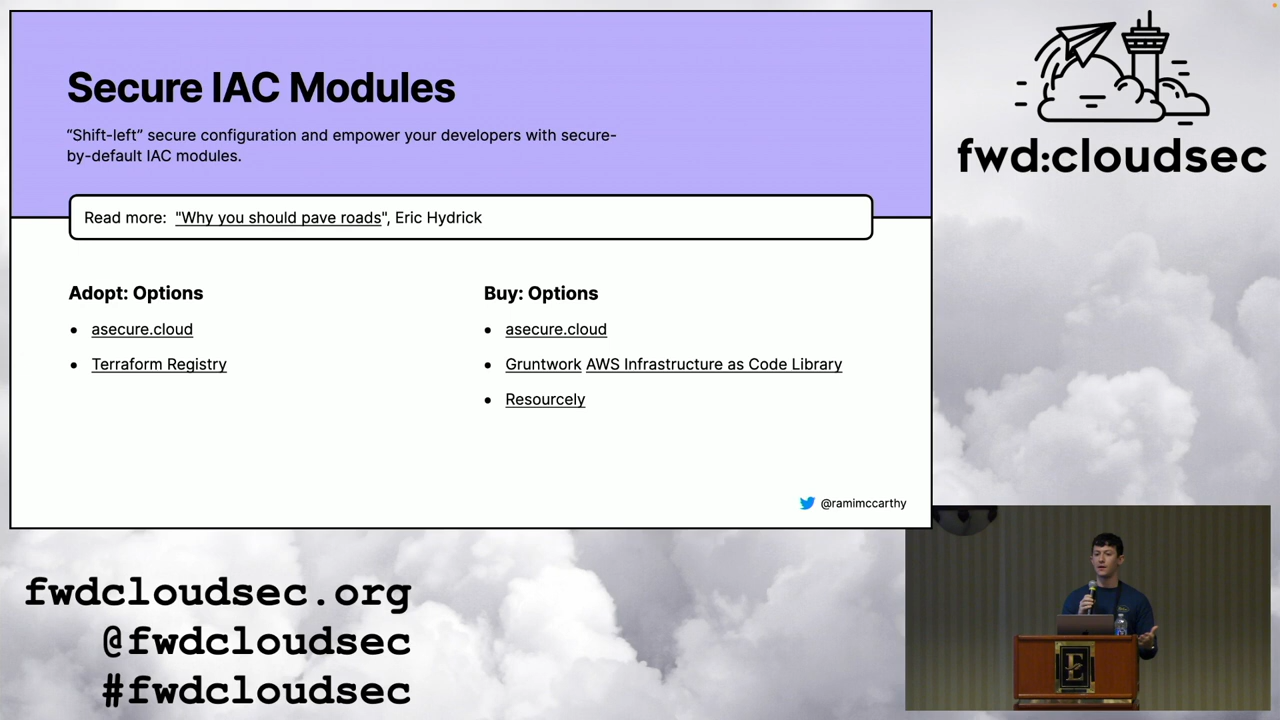 Secure IAC Modules
“Shift-left” secure configuration and empower your developers with secure-
by-default IAC modules.
Read more: "Why you should pave roads", Eric Hydrick
Adopt: Options
• asecure.cloud
• Terraform Registry
Buy: Options
• asecure.cloud
• Gruntwork AWS Infrastructure as Code Library
• Resourcely
@ramimccarthy
fwd:cloudsec
fwdcloudsec.org
@fwdcloudsec
#fwdcloudsec
E